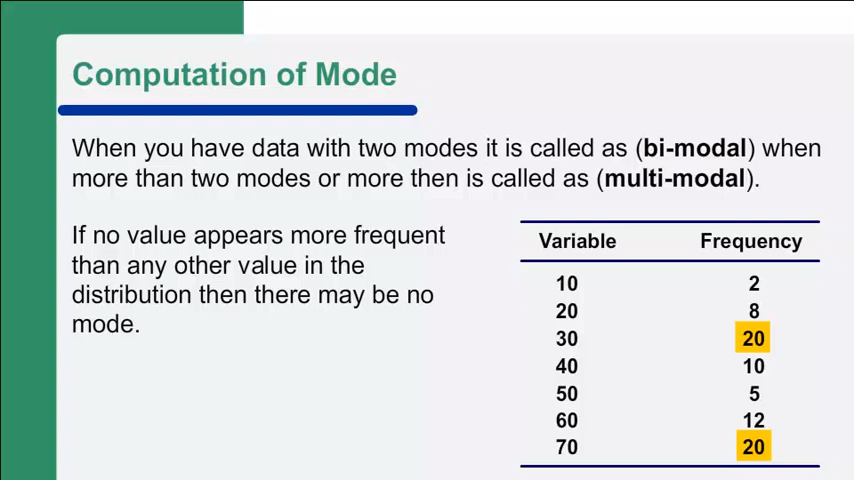 Computation of Mode
When you have data with two modes it is called as (bi-modal) when
more than two modes or more then is called as (multi-modal).
If no value appears more frequent
than any other value in the
distribution then there may be no
mode.
Variable Frequency
10 2
20 8
30 20
40 10
50 5
60 12
70 20